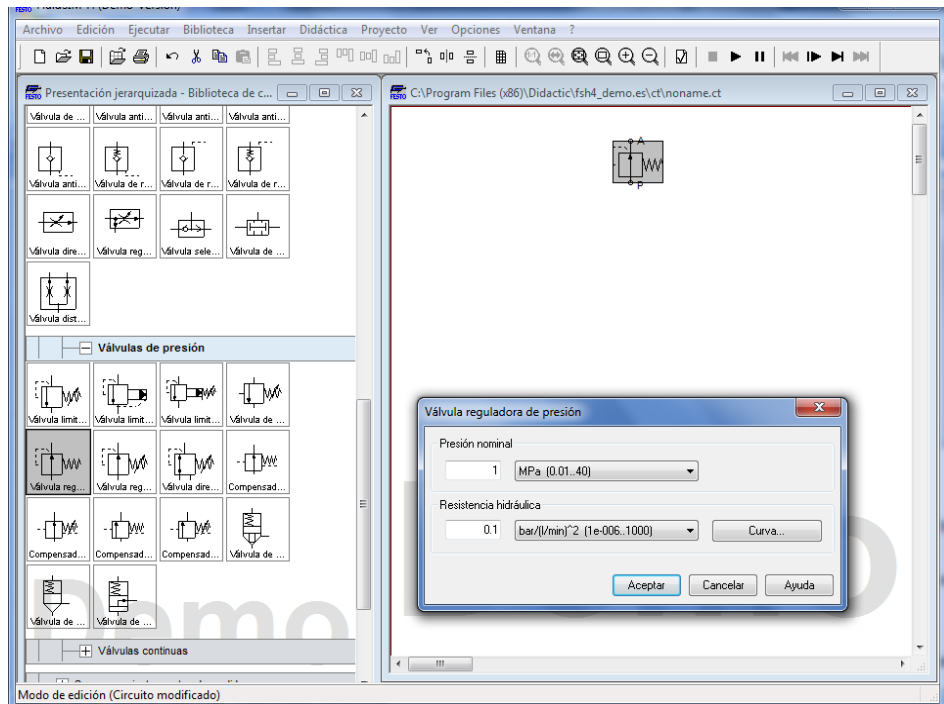 FESTO FluidSIM-H (DEMO-Versión)
Archivo Edición Ejecutar Biblioteca Insertar Didáctica Proyecto Ver Opciones Ventana ?
FESTO Presentación jerarquizada - Biblioteca de c...
Válvula de ... Válvula anti... Válvula anti... Válvula anti...
Válvula anti... Válvula de r... Válvula de r... Válvula de r...
Válvula dire... Válvula reg... Válvula sele... Válvula de ...
Válvula dist...
Válvulas de presión
Válvula limit... Válvula limit... Válvula limit... Válvula de ...
Válvula reg... Válvula reg... Válvula dire... Compensad...
Compensad... Compensad... Compensad... Válvula de ...
Válvula de ... Válvula de ...
Demo
Válvulas continuas
FESTO C:\Program Files (x86)\Didactic\fsh4_demo.es\ct\noname.ct
A
P
Válvula reguladora de presión
Presión nominal
1 MPa (0.01..40)
Resistencia hidráulica
0.1 bar/(l/min)^2 (1e-006..1000) Curva...
Aceptar Cancelar Ayuda
Modo de edición (Circuito modificado)